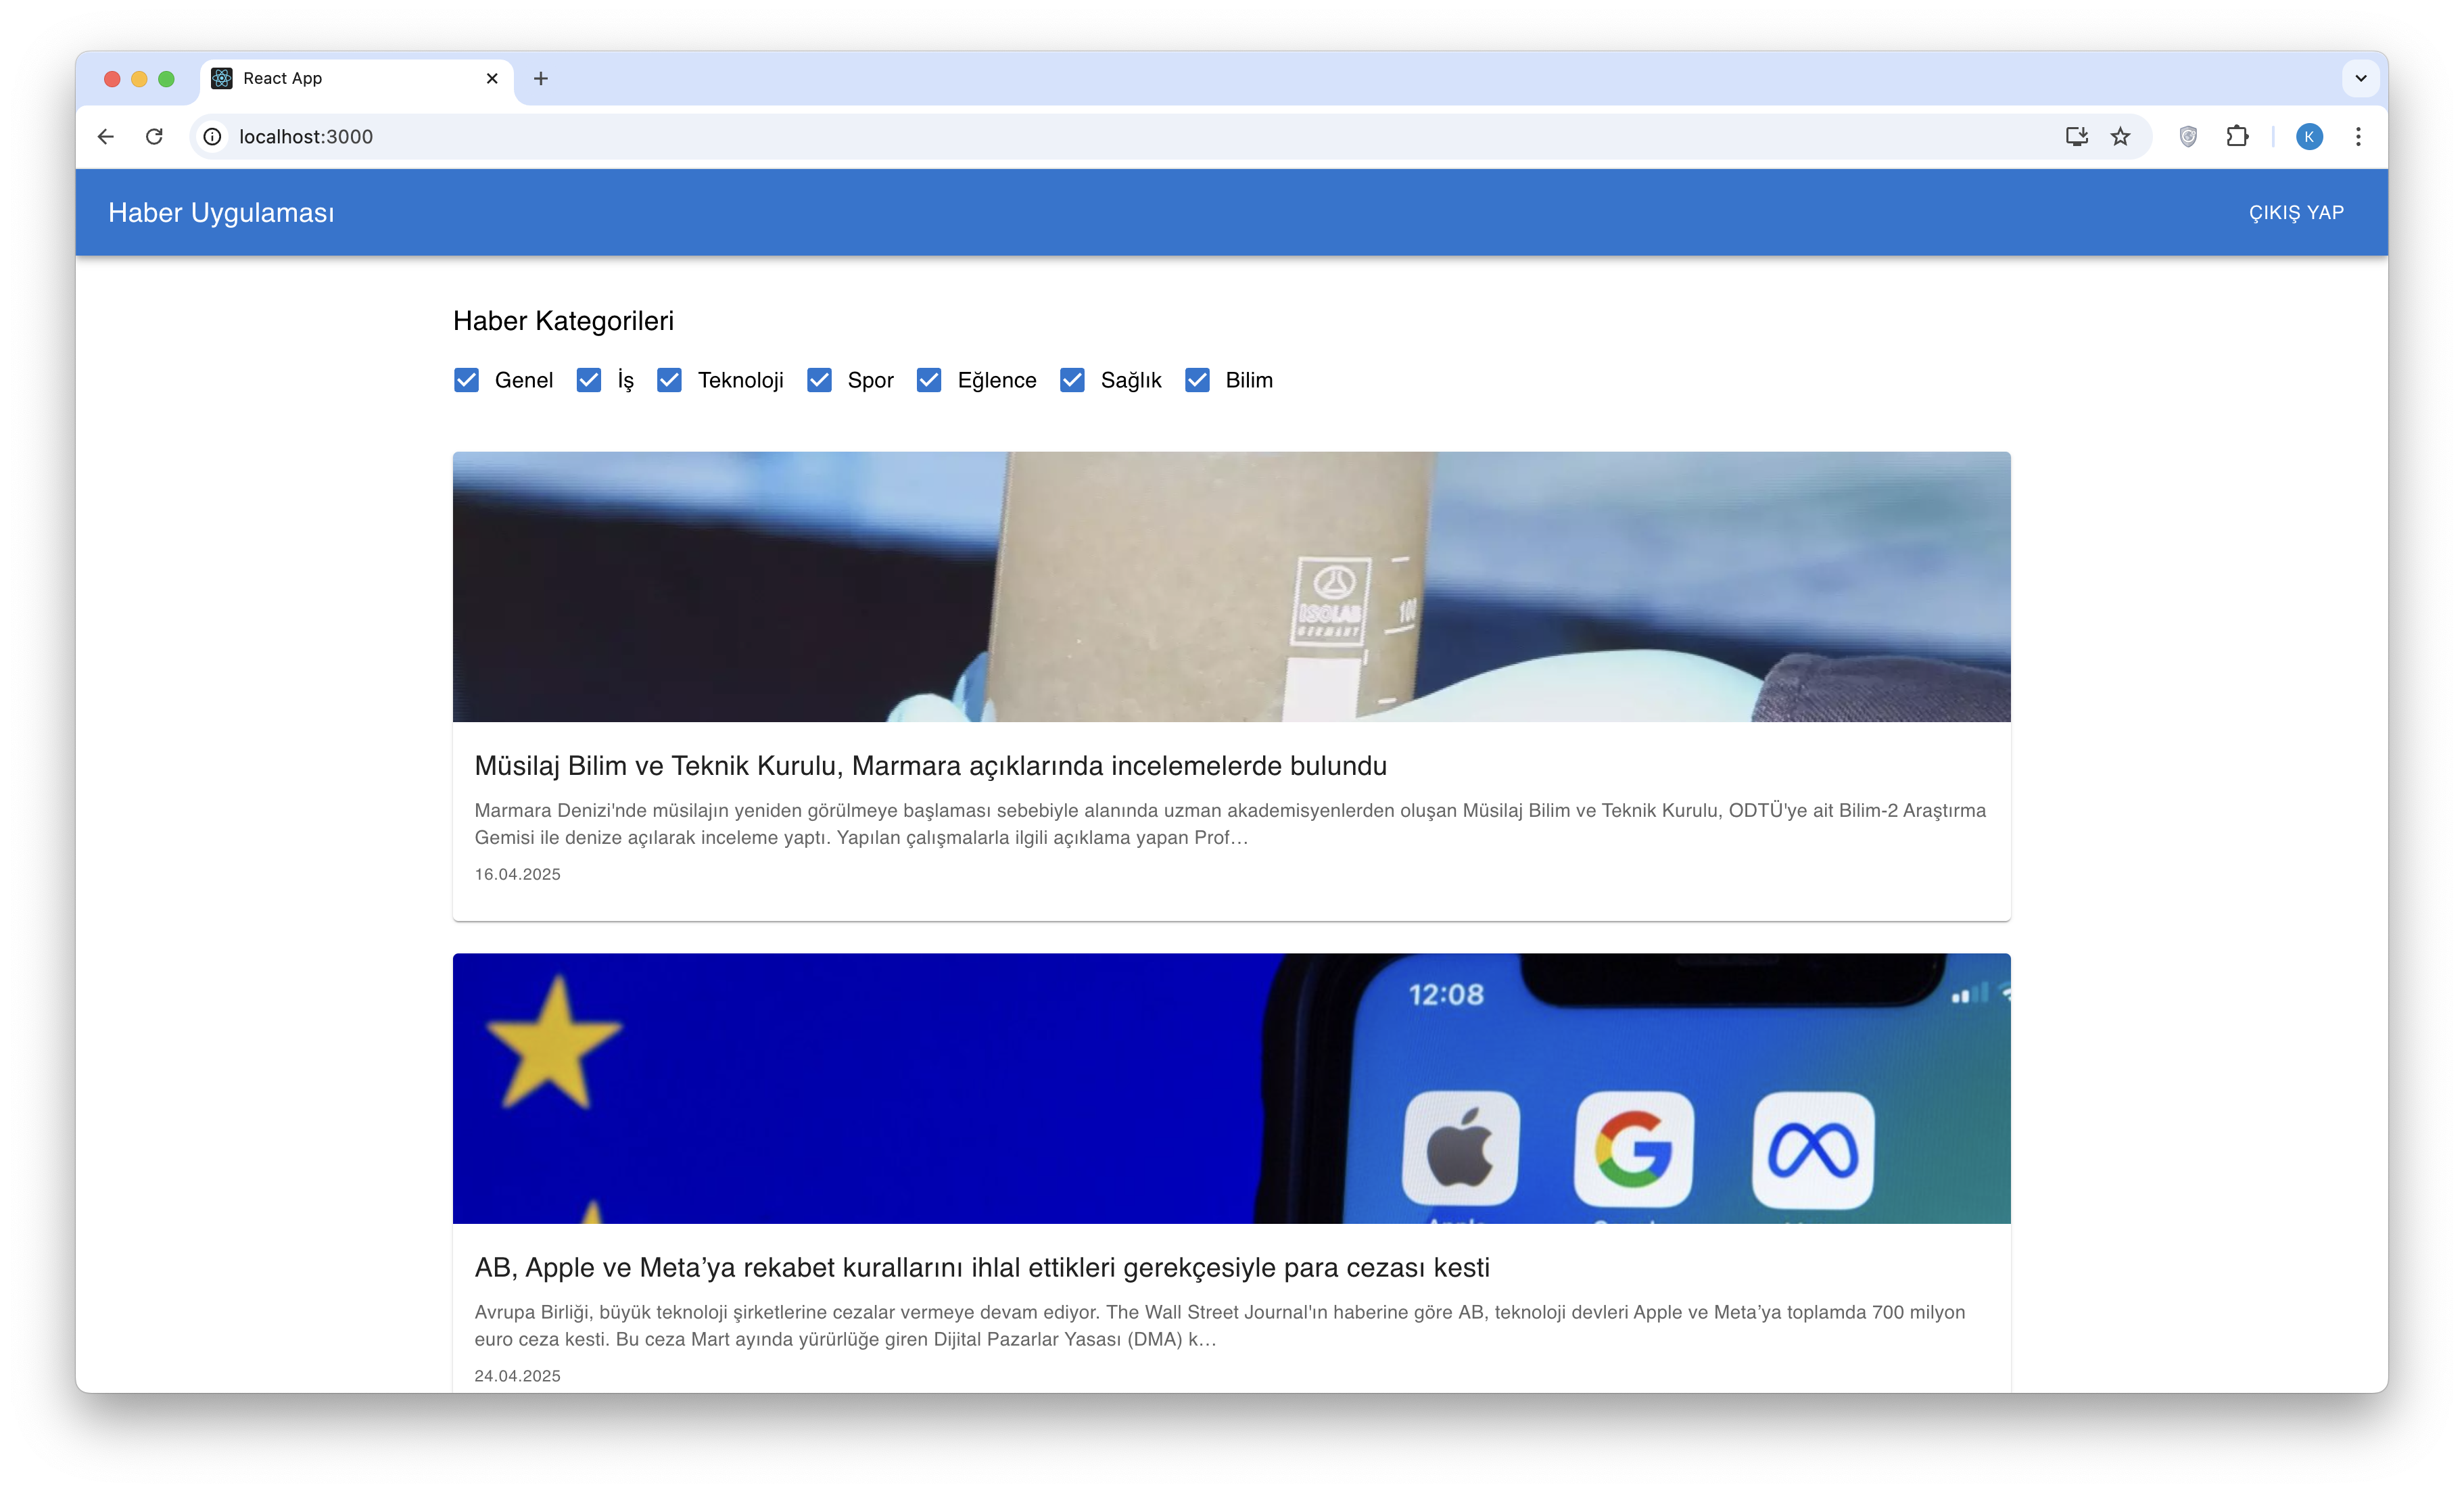 React App
localhost:3000
K
Haber Uygulaması
ÇIKIŞ YAP
Haber Kategorileri
Genel İş Teknoloji Spor Eğlence Sağlık Bilim
ISOLAB
GERMANY
100
Müsilaj Bilim ve Teknik Kurulu, Marmara açıklarında incelemelerde bulundu
Marmara Denizi'nde müsilajın yeniden görülmeye başlaması sebebiyle alanında uzman akademisyenlerden oluşan Müsilaj Bilim ve Teknik Kurulu, ODTÜ'ye ait Bilim-2 Araştırma
Gemisi ile denize açılarak inceleme yaptı. Yapılan çalışmalarla ilgili açıklama yapan Prof…
16.04.2025
12:08
AB, Apple ve Meta’ya rekabet kurallarını ihlal ettikleri gerekçesiyle para cezası kesti
Avrupa Birliği, büyük teknoloji şirketlerine cezalar vermeye devam ediyor. The Wall Street Journal'ın haberine göre AB, teknoloji devleri Apple ve Meta’ya toplamda 700 milyon
euro ceza kesti. Bu ceza Mart ayında yürürlüğe giren Dijital Pazarlar Yasası (DMA) k…
24.04.2025